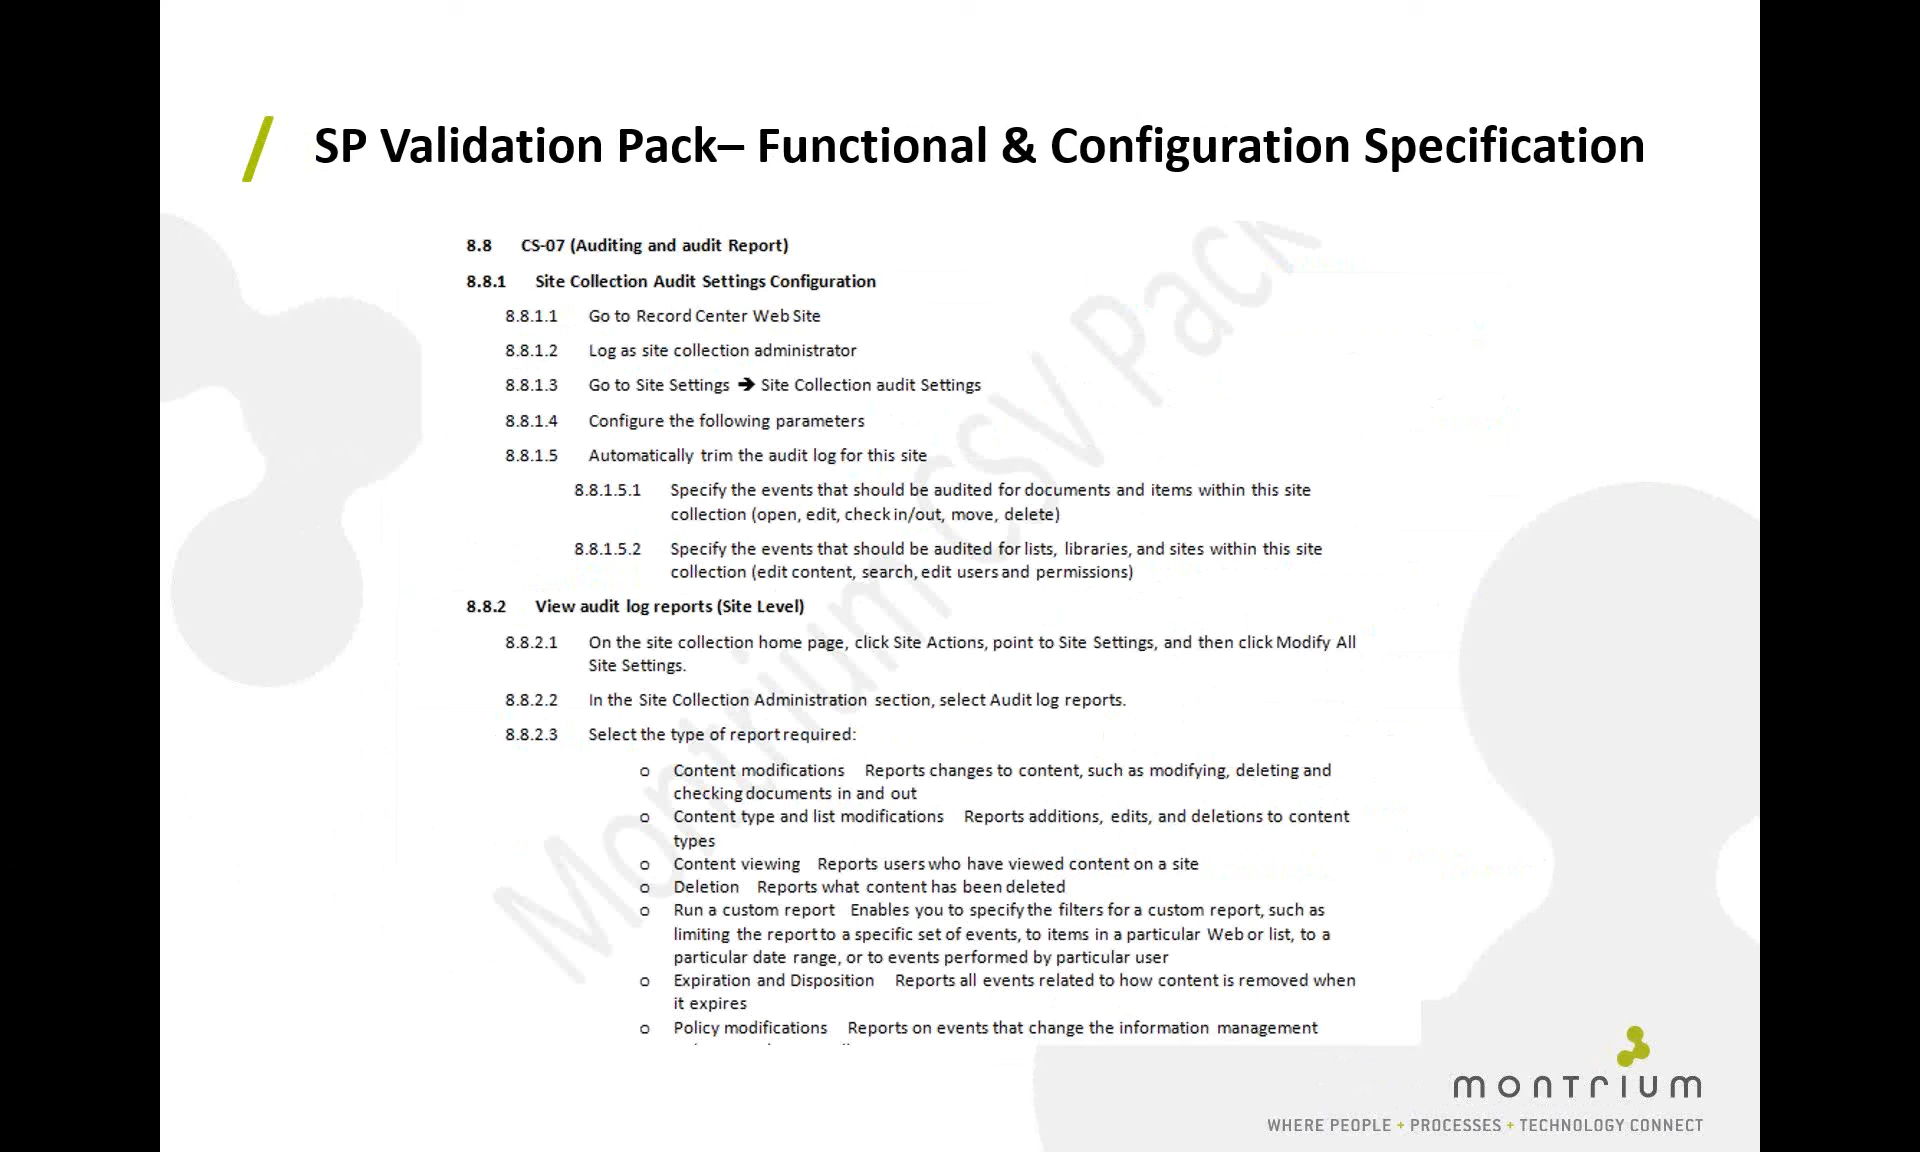 SP Validation Pack– Functional & Configuration Specification
8.8 CS-07 (Auditing and audit Report)
8.8.1 Site Collection Audit Settings Configuration
8.8.1.1 Go to Record Center Web Site
8.8.1.2 Log as site collection administrator
8.8.1.3 Go to Site Settings ➔ Site Collection audit Settings
8.8.1.4 Configure the following parameters
8.8.1.5 Automatically trim the audit log for this site
8.8.1.5.1 Specify the events that should be audited for documents and items within this site
collection (open, edit, check in/out, move, delete)
8.8.1.5.2 Specify the events that should be audited for lists, libraries, and sites within this site
collection (edit content, search, edit users and permissions)
8.8.2 View audit log reports (Site Level)
8.8.2.1 On the site collection home page, click Site Actions, point to Site Settings, and then click Modify All
Site Settings.
8.8.2.2 In the Site Collection Administration section, select Audit log reports.
8.8.2.3 Select the type of report required:
o Content modifications Reports changes to content, such as modifying, deleting and
checking documents in and out
o Content type and list modifications Reports additions, edits, and deletions to content
types
o Content viewing Reports users who have viewed content on a site
o Deletion Reports what content has been deleted
o Run a custom report Enables you to specify the filters for a custom report, such as
limiting the report to a specific set of events, to items in a particular Web or list, to a
particular date range, or to events performed by particular user
o Expiration and Disposition Reports all events related to how content is removed when
it expires
o Policy modifications Reports on events that change the information management
Montrium CSV Pack
montrium
WHERE PEOPLE + PROCESSES + TECHNOLOGY CONNECT